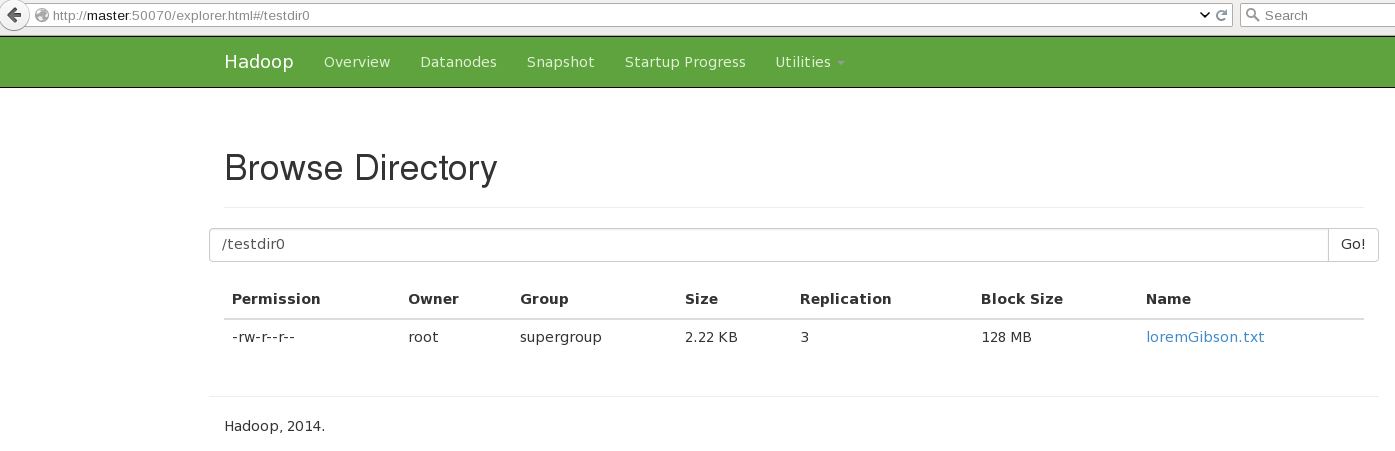 http://master:50070/explorer.html#/testdir0 Search
Hadoop Overview Datanodes Snapshot Startup Progress Utilities
Browse Directory
/testdir0 Go!
Permission Owner Group Size Replication Block Size Name
-rw-r--r-- root supergroup 2.22 KB 3 128 MB loremGibson.txt
Hadoop, 2014.